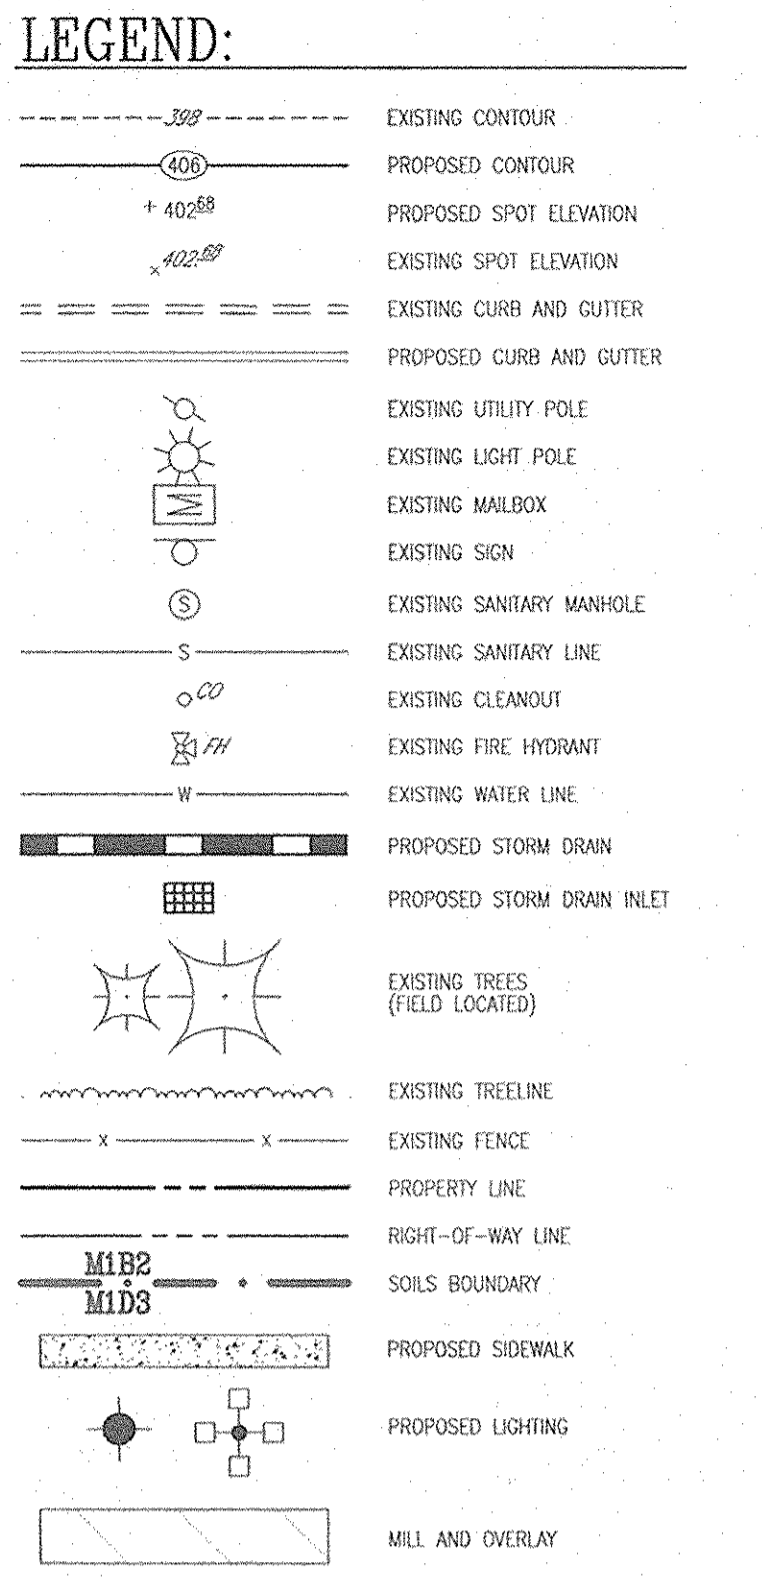 LEGEND:
398 EXISTING CONTOUR
406 PROPOSED CONTOUR
+ 402 68 PROPOSED SPOT ELEVATION
x 402.68 EXISTING SPOT ELEVATION
EXISTING CURB AND GUTTER
PROPOSED CURB AND GUTTER
EXISTING UTILITY POLE
EXISTING LIGHT POLE
EXISTING MAILBOX
EXISTING SIGN
S EXISTING SANITARY MANHOLE
S EXISTING SANITARY LINE
CO EXISTING CLEANOUT
FH EXISTING FIRE HYDRANT
W EXISTING WATER LINE
PROPOSED STORM DRAIN
PROPOSED STORM DRAIN INLET
EXISTING TREES
(FIELD LOCATED)
EXISTING TREELINE
X X EXISTING FENCE
PROPERTY LINE
RIGHT-OF-WAY LINE
M1B2
SOILS BOUNDARY
M1D3
PROPOSED SIDEWALK
PROPOSED LIGHTING
MILL AND OVERLAY